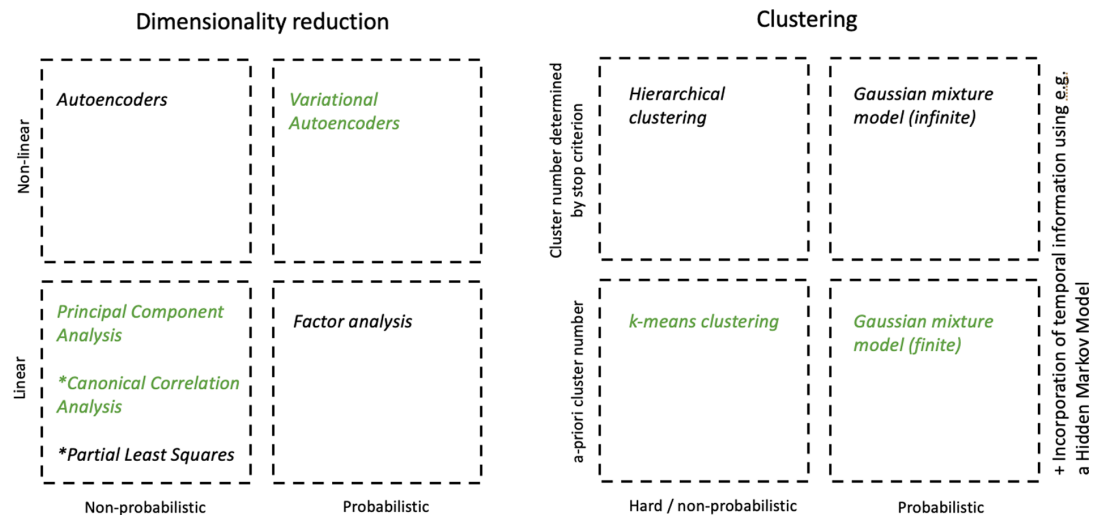 Dimensionality reduction
Non-linear
Autoencoders
Variational
Autoencoders
Linear
Principal Component
Analysis
*Canonical Correlation
Analysis
*Partial Least Squares
Factor analysis
Non-probabilistic
Probabilistic
Clustering
Cluster number determined
by stop criterion
Hierarchical
clustering
Gaussian mixture
model (infinite)
a-priori cluster number
k-means clustering
Gaussian mixture
model (finite)
Hard / non-probabilistic
Probabilistic
+ Incorporation of temporal information using e.g.
a Hidden Markov Model